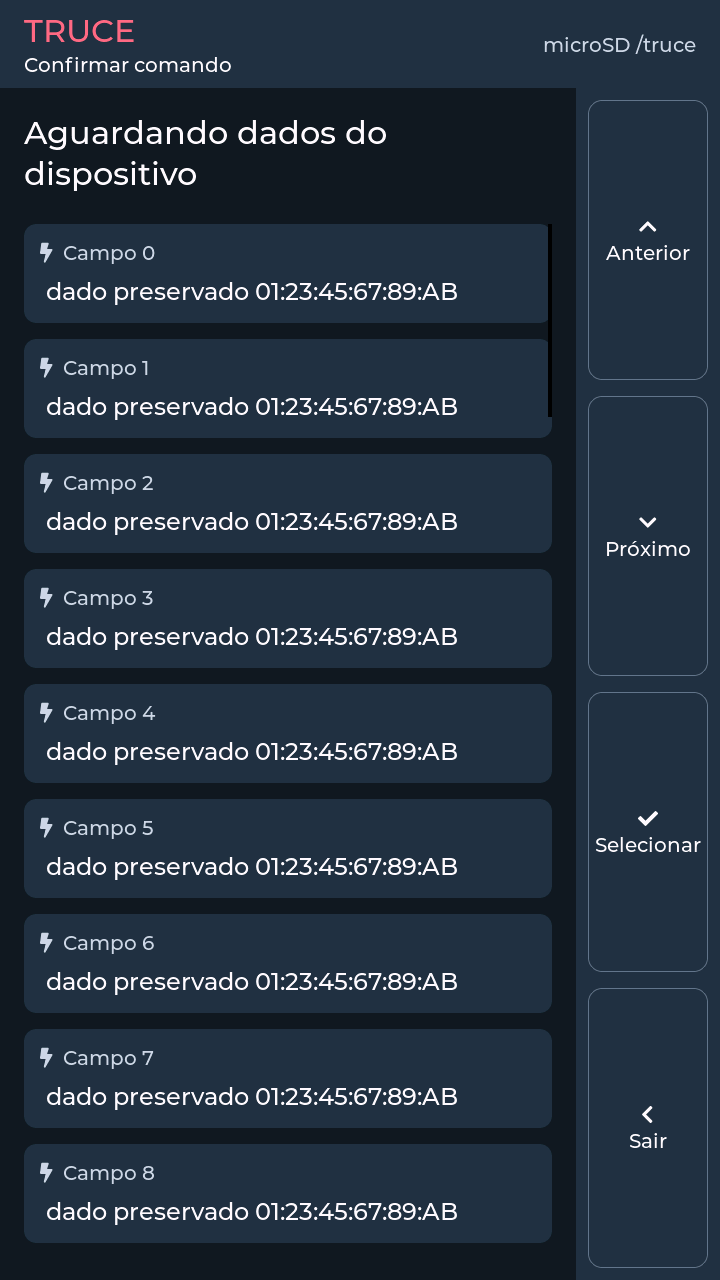 TRUCE
Confirmar comando
microSD /truce
Aguardando dados do
dispositivo
Campo 0
dado preservado 01:23:45:67:89:AB
Campo 1
dado preservado 01:23:45:67:89:AB
Campo 2
dado preservado 01:23:45:67:89:AB
Campo 3
dado preservado 01:23:45:67:89:AB
Campo 4
dado preservado 01:23:45:67:89:AB
Campo 5
dado preservado 01:23:45:67:89:AB
Campo 6
dado preservado 01:23:45:67:89:AB
Campo 7
dado preservado 01:23:45:67:89:AB
Campo 8
dado preservado 01:23:45:67:89:AB
Anterior
Próximo
Selecionar
Sair